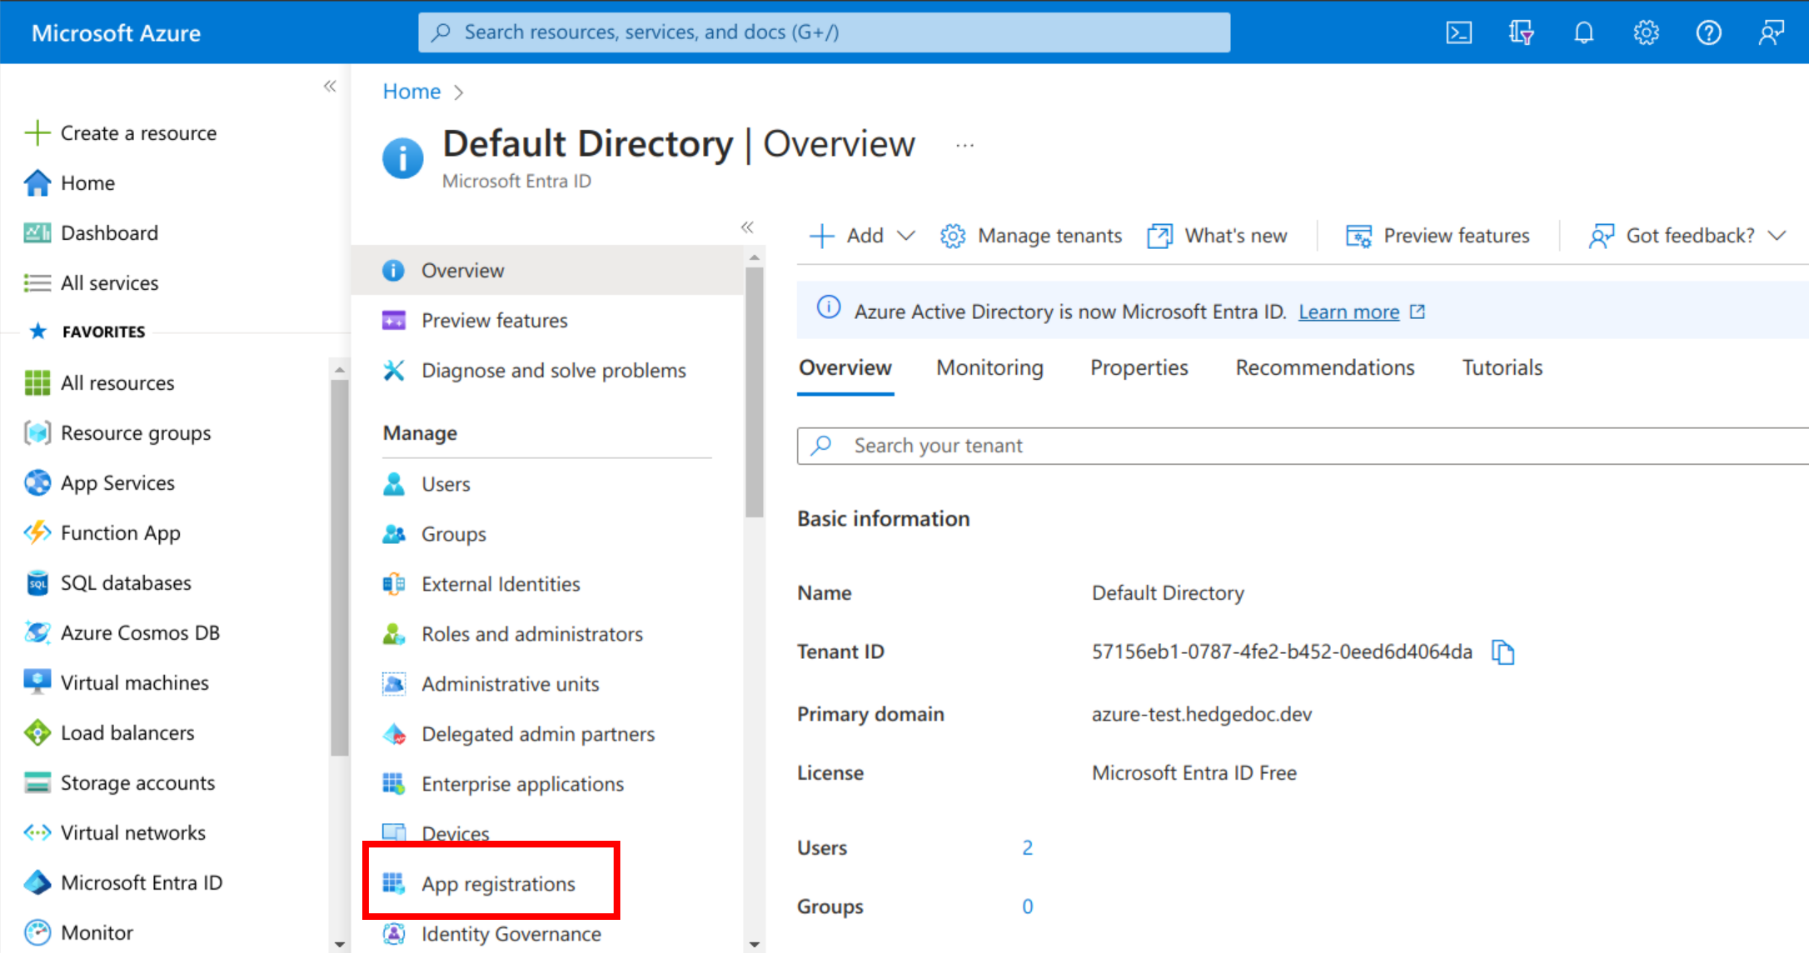 Microsoft Azure
Search resources, services, and docs (G+/)
Create a resource
Home
Dashboard
All services
FAVORITES
All resources
Resource groups
App Services
Function App
SQL databases
Azure Cosmos DB
Virtual machines
Load balancers
Storage accounts
Virtual networks
Microsoft Entra ID
Monitor
Home >
Default Directory | Overview ...
Microsoft Entra ID
Overview
Preview features
Diagnose and solve problems
Manage
Users
Groups
External Identities
Roles and administrators
Administrative units
Delegated admin partners
Enterprise applications
Devices
App registrations
Identity Governance
Add Manage tenants What's new Preview features Got feedback?
Azure Active Directory is now Microsoft Entra ID. Learn more
Overview Monitoring Properties Recommendations Tutorials
Search your tenant
Basic information
Name Default Directory
Tenant ID 57156eb1-0787-4fe2-b452-0eed6d4064da
Primary domain azure-test.hedgedoc.dev
License Microsoft Entra ID Free
Users 2
Groups 0